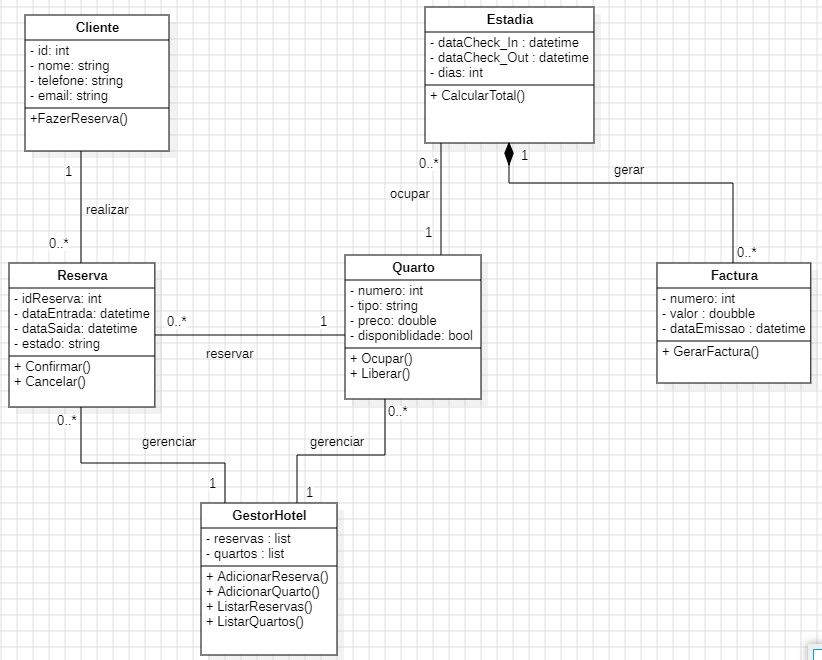 Cliente
- id: int
- nome: string
- telefone: string
- email: string
+FazerReserva()
Estadia
- dataCheck_In : datetime
- dataCheck_Out : datetime
- dias: int
+ CalcularTotal()
1
realizar
0..*
0..*
ocupar
1
1
gerar
0..*
Reserva
- idReserva: int
- dataEntrada: datetime
- dataSaida: datetime
- estado: string
+ Confirmar()
+ Cancelar()
0..*
1
reservar
Quarto
- numero: int
- tipo: string
- preco: double
- disponiblidade: bool
+ Ocupar()
+ Liberar()
Factura
- numero: int
- valor : doubble
- dataEmissao : datetime
+ GerarFactura()
0..*
gerenciar
1
0..*
gerenciar
1
GestorHotel
- reservas : list
- quartos : list
+ AdicionarReserva()
+ AdicionarQuarto()
+ ListarReservas()
+ ListarQuartos()